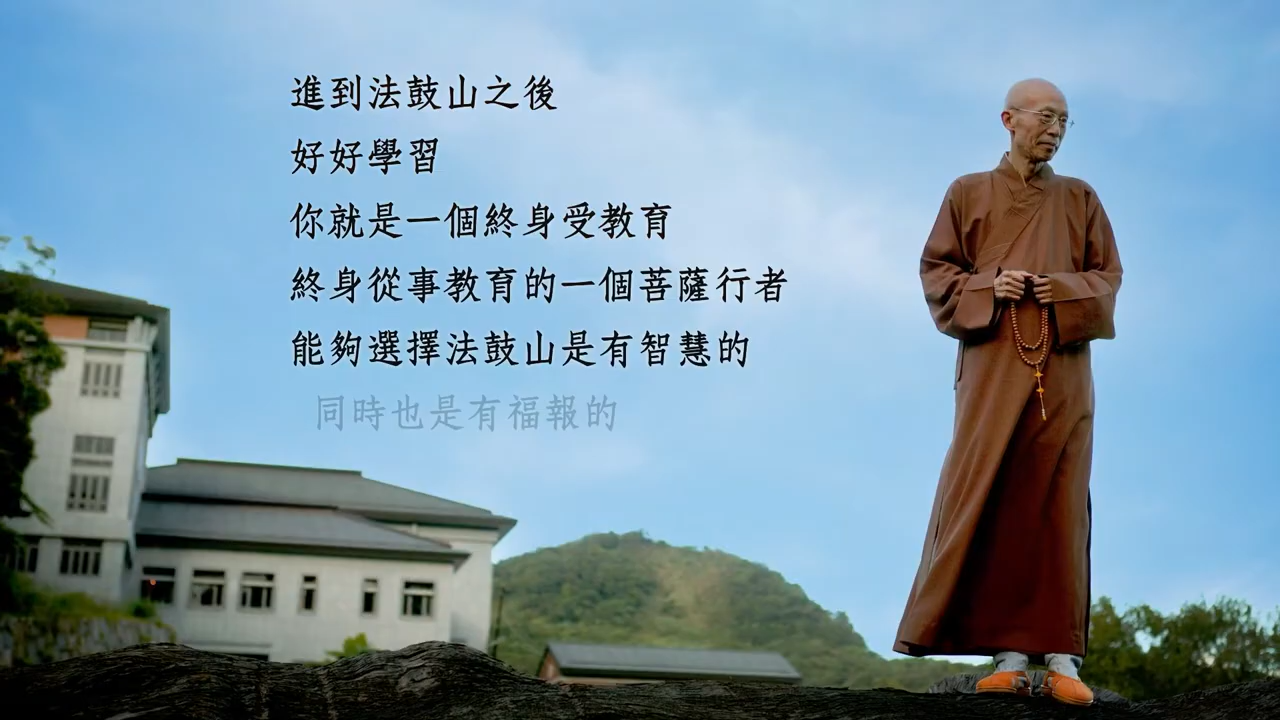 進到法鼓山之後
好好學習
你就是一個終身受教育
終身從事教育的一個菩薩行者
能夠選擇法鼓山是有智慧的
同時也是有福報的